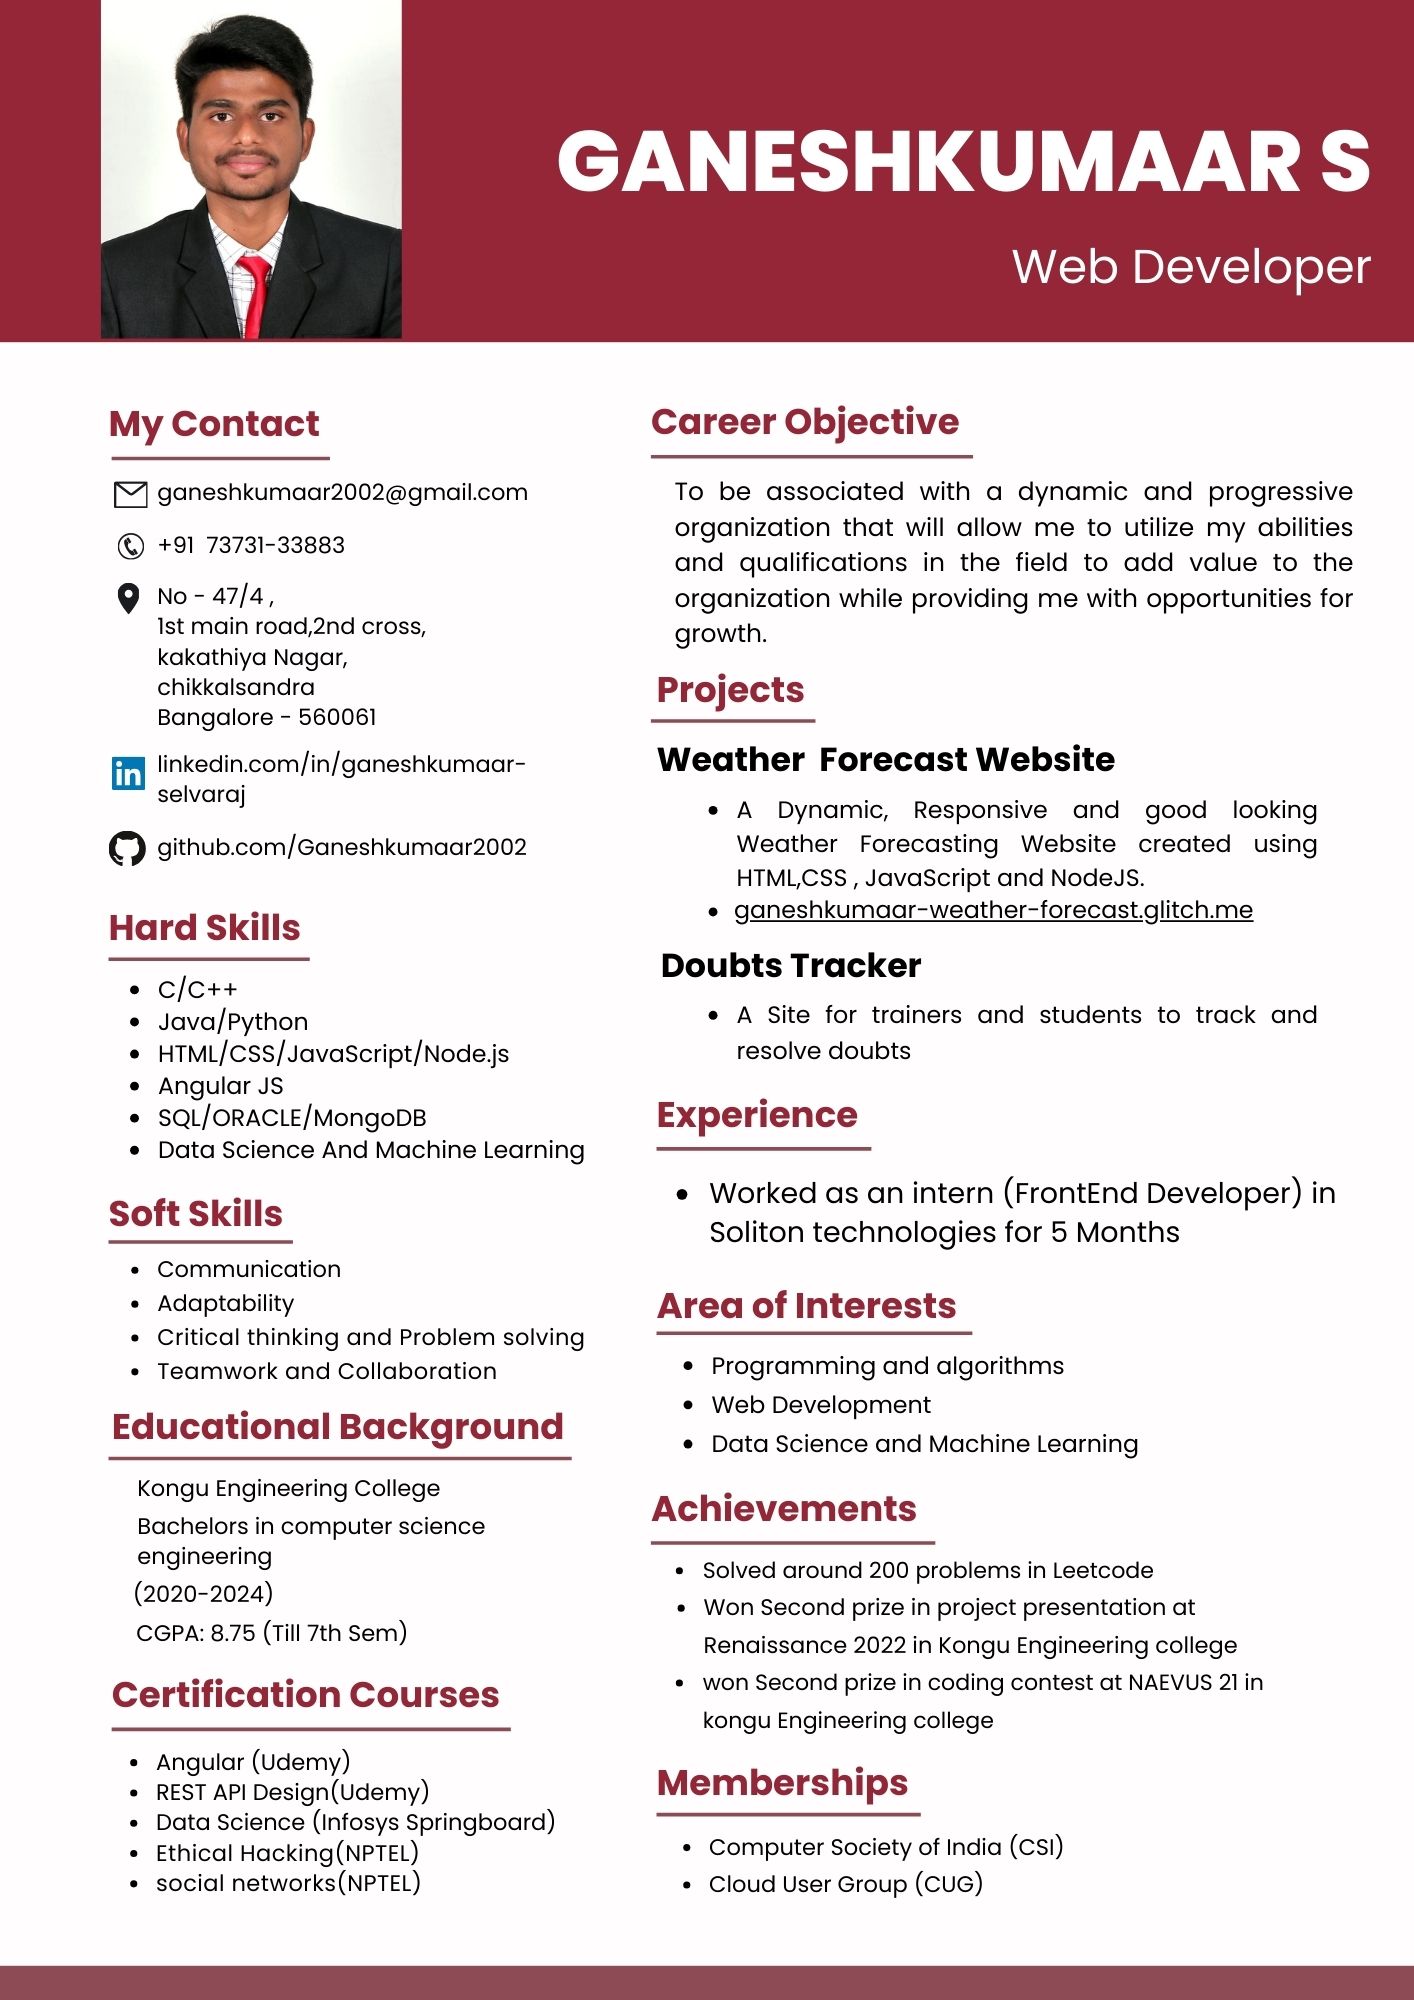 GANESHKUMAAR S
Web Developer
My Contact
ganeshkumaar2002@gmail.com
+91 73731-33883
No - 47/4 ,
1st main road,2nd cross,
kakathiya Nagar,
chikkalsandra
Bangalore - 560061
in
linkedin.com/in/ganeshkumaar-
selvaraj
github.com/Ganeshkumaar2002
Hard Skills
• C/C++
• Java/Python
• HTML/CSS/JavaScript/Node.js
• Angular JS
• SQL/ORACLE/MongoDB
• Data Science And Machine Learning
Soft Skills
• Communication
• Adaptability
• Critical thinking and Problem solving
• Teamwork and Collaboration
Educational Background
Kongu Engineering College
Bachelors in computer science
engineering
(2020-2024)
CGPA: 8.75 (Till 7th Sem)
Certification Courses
• Angular (Udemy)
• REST API Design(Udemy)
• Data Science (Infosys Springboard)
• Ethical Hacking(NPTEL)
• social networks(NPTEL)
Career Objective
To be associated with a dynamic and progressive
organization that will allow me to utilize my abilities
and qualifications in the field to add value to the
organization while providing me with opportunities for
growth.
Projects
Weather Forecast Website
• A Dynamic, Responsive and good looking
Weather Forecasting Website created using
HTML,CSS , JavaScript and NodeJS.
• ganeshkumaar-weather-forecast.glitch.me
Doubts Tracker
• A Site for trainers and students to track and
resolve doubts
Experience
• Worked as an intern (FrontEnd Developer) in
Soliton technologies for 5 Months
Area of Interests
• Programming and algorithms
• Web Development
• Data Science and Machine Learning
Achievements
• Solved around 200 problems in Leetcode
• Won Second prize in project presentation at
Renaissance 2022 in Kongu Engineering college
• won Second prize in coding contest at NAEVUS 21 in
kongu Engineering college
Memberships
• Computer Society of India (CSI)
• Cloud User Group (CUG)